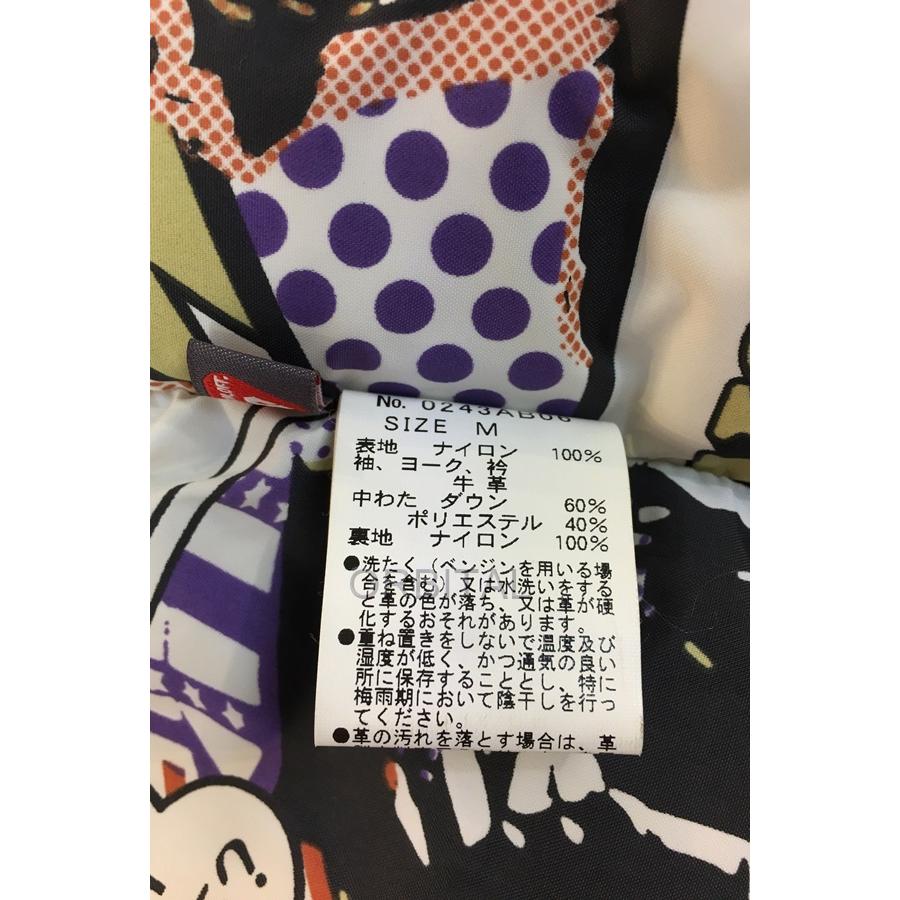 No. 0243AB66
SIZE M
表地 ナイロン 100%
袖、ヨーク、衿
牛革
中わた ダウン 60%
ポリエステル 40%
裏地 ナイロン 100%
●洗たく（ベンジンを用いる場
合を含む）又は水洗いをする
と革の色が落ち、又は革が硬
化するおそれがあります。
●重ね置きをしないで温度及び
湿度が低く、かつ通気の良い
所に保存することとし、特に
梅雨期において陰干しを行っ
てください。
●革の汚れを落とす場合は、革
ORBITAL